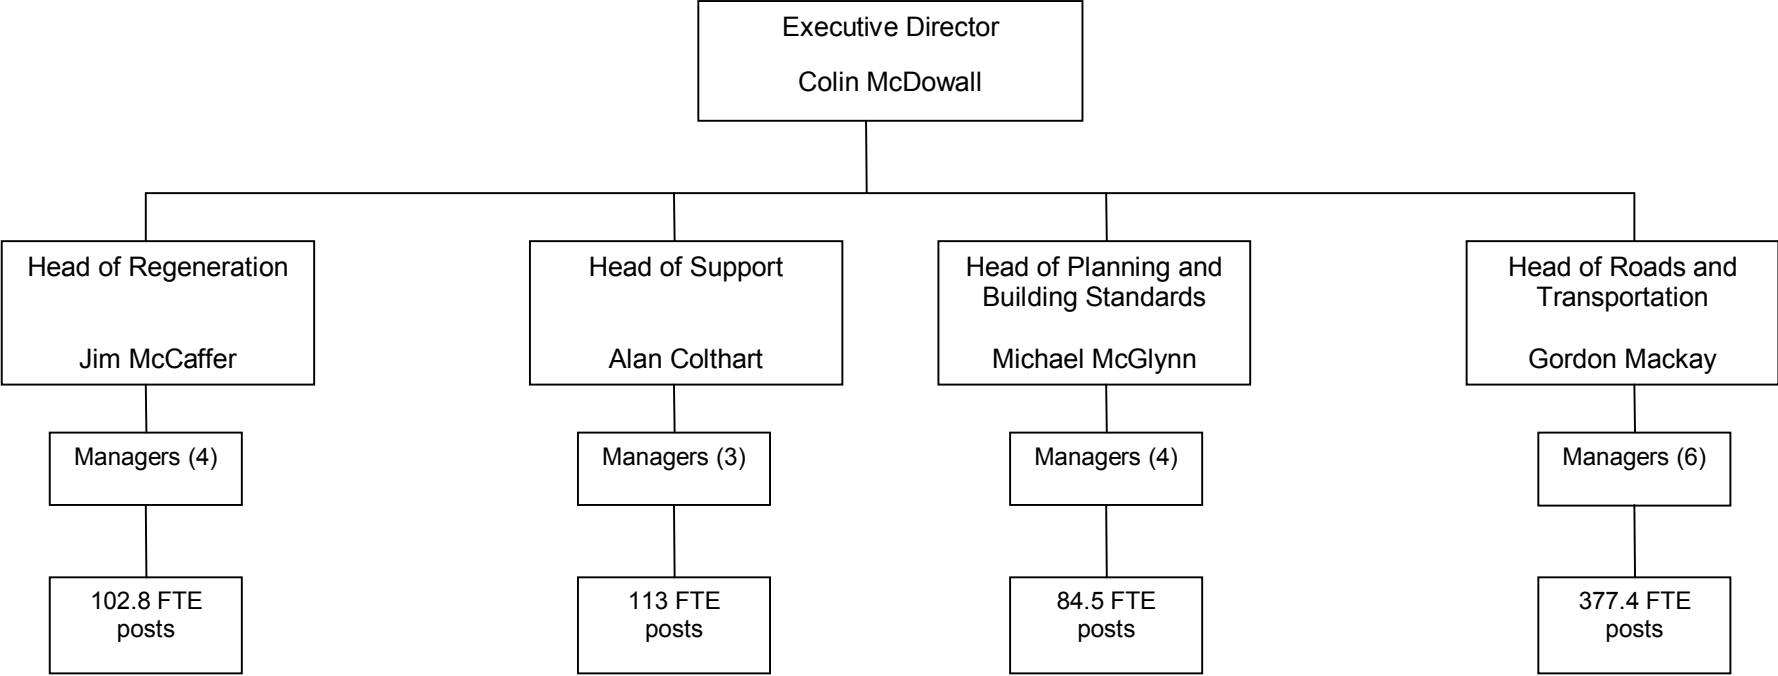 Executive Director
Colin McDowall
Head of Regeneration
Jim McCaffer
Head of Support
Alan Colthart
Head of Planning and
Building Standards
Michael McGlynn
Head of Roads and
Transportation
Gordon Mackay
Managers (4)
Managers (3)
Managers (4)
Managers (6)
102.8 FTE
posts
113 FTE
posts
84.5 FTE
posts
377.4 FTE
posts